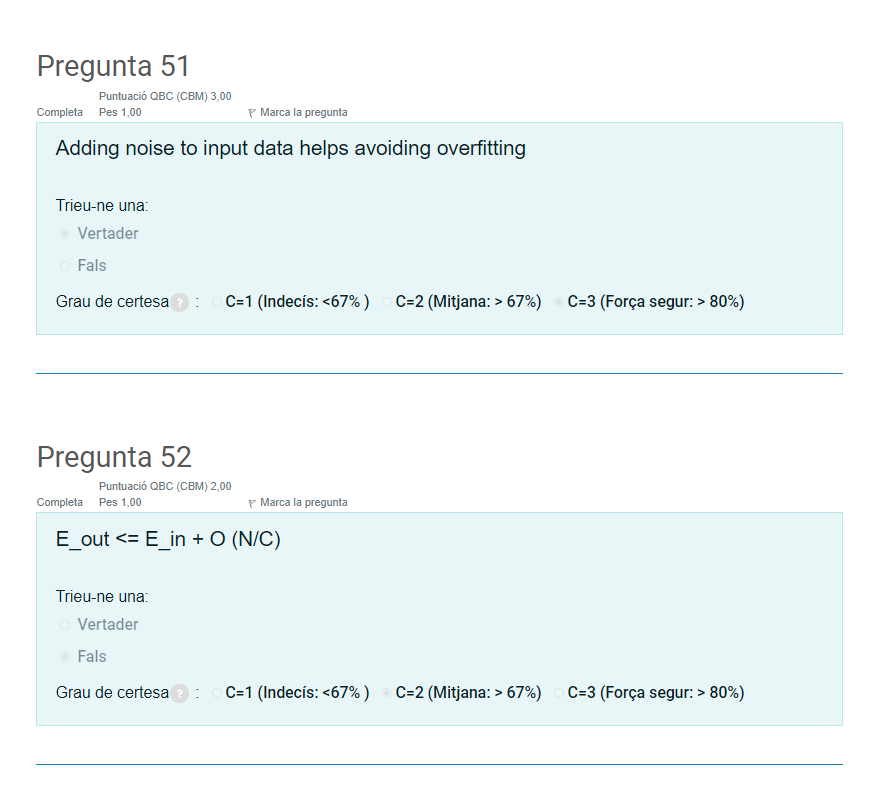 Pregunta 51
Puntuació QBC (CBM) 3,00
Completa Pes 1,00 Marca la pregunta
Adding noise to input data helps avoiding overfitting
Trieu-ne una:
Vertader
Fals
Grau de certesa ? : C=1 (Indecís: <67% ) C=2 (Mitjana: > 67%) C=3 (Força segur: > 80%)
Pregunta 52
Puntuació QBC (CBM) 2,00
Completa Pes 1,00 Marca la pregunta
E_out <= E_in + O (N/C)
Trieu-ne una:
Vertader
Fals
Grau de certesa ? : C=1 (Indecís: <67% ) C=2 (Mitjana: > 67%) C=3 (Força segur: > 80%)